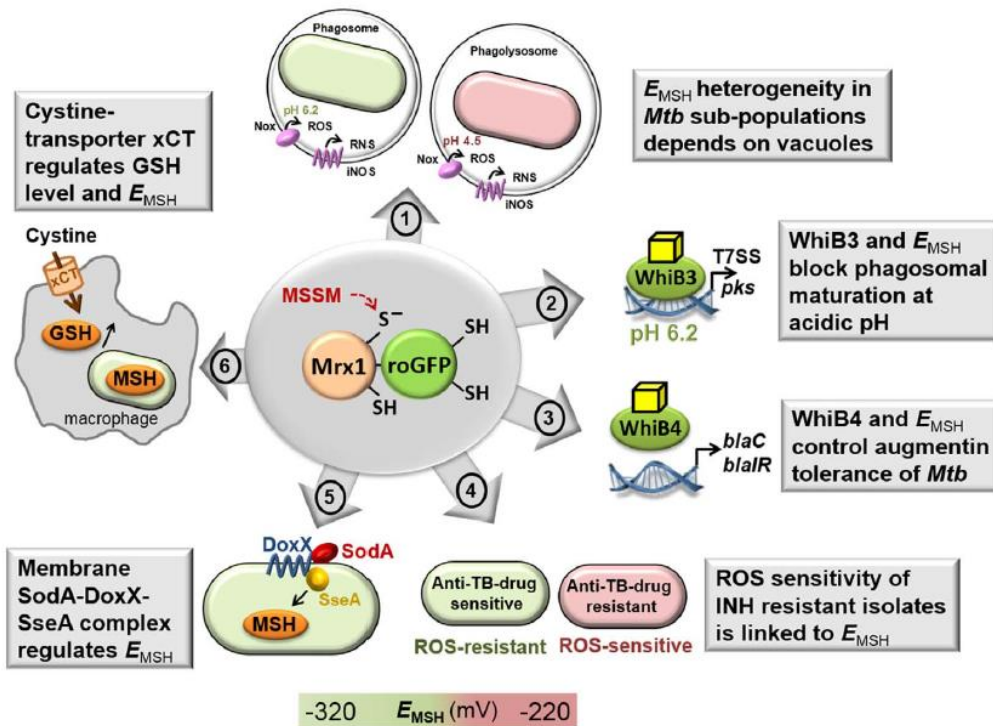 Phagosome
pH 6.2
Nox
ROS
RNS
iNOS
Phagolysosome
pH 4.5
Nox
ROS
RNS
iNOS
Cystine-
transporter xCT
regulates GSH
level and EMSH
EMSH heterogeneity in
Mtb sub-populations
depends on vacuoles
1
Cystine
xCT
GSH
MSH
macrophage
6
MSSM
S–
Mrx1
roGFP
SH
SH
SH
2
WhiB3
T7SS
pks
pH 6.2
WhiB3 and EMSH
block phagosomal
maturation at
acidic pH
3
WhiB4
blaC
blaIR
WhiB4 and EMSH
control augmentin
tolerance of Mtb
5
4
Membrane
SodA-DoxX-
SseA complex
regulates EMSH
DoxX
SodA
SseA
MSH
Anti-TB-drug
sensitive
ROS-resistant
Anti-TB-drug
resistant
ROS-sensitive
ROS sensitivity of
INH resistant isolates
is linked to EMSH
-320 EMSH (mV) -220